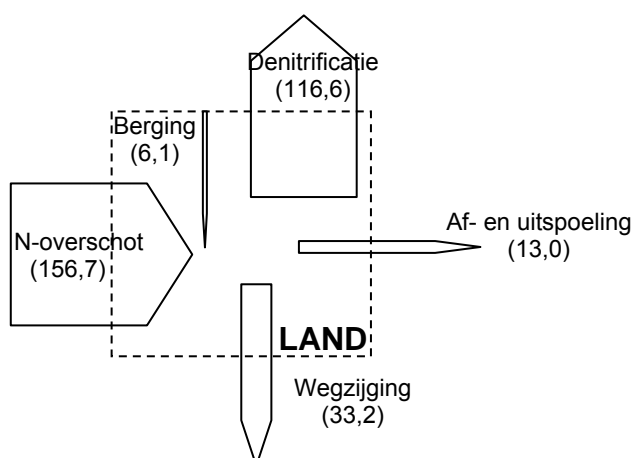 Denitrificatie
(116,6)
Berging
(6,1)
N-overschot
(156,7)
Af- en uitspoeling
(13,0)
LAND
Wegzijging
(33,2)